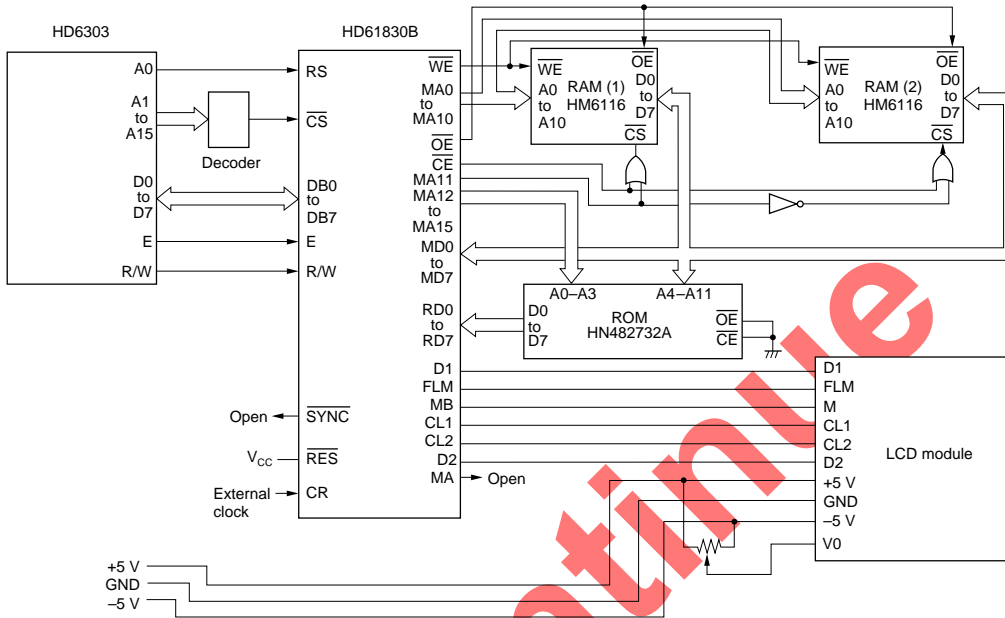 HD6303
HD61830B
A0
A1
to
A15
Decoder
D0
to
D7
E
R/W
RS
CS
DB0
to
DB7
E
R/W
Open
SYNC
VCC
RES
External
clock
CR
WE
MA0
to
MA10
OE
CE
MA11
MA12
to
MA15
MD0
to
MD7
RD0
to
RD7
D1
FLM
MB
CL1
CL2
D2
MA
Open
WE
OE
RAM (1)
HM6116
A0
to
A10
D0
to
D7
CS
WE
OE
RAM (2)
HM6116
A0
to
A10
D0
to
D7
CS
A0–A3
A4–A11
D0
to
D7
ROM
HN482732A
OE
CE
D1
FLM
M
CL1
CL2
D2
+5 V
GND
–5 V
V0
LCD module
+5 V
GND
–5 V
ntinue